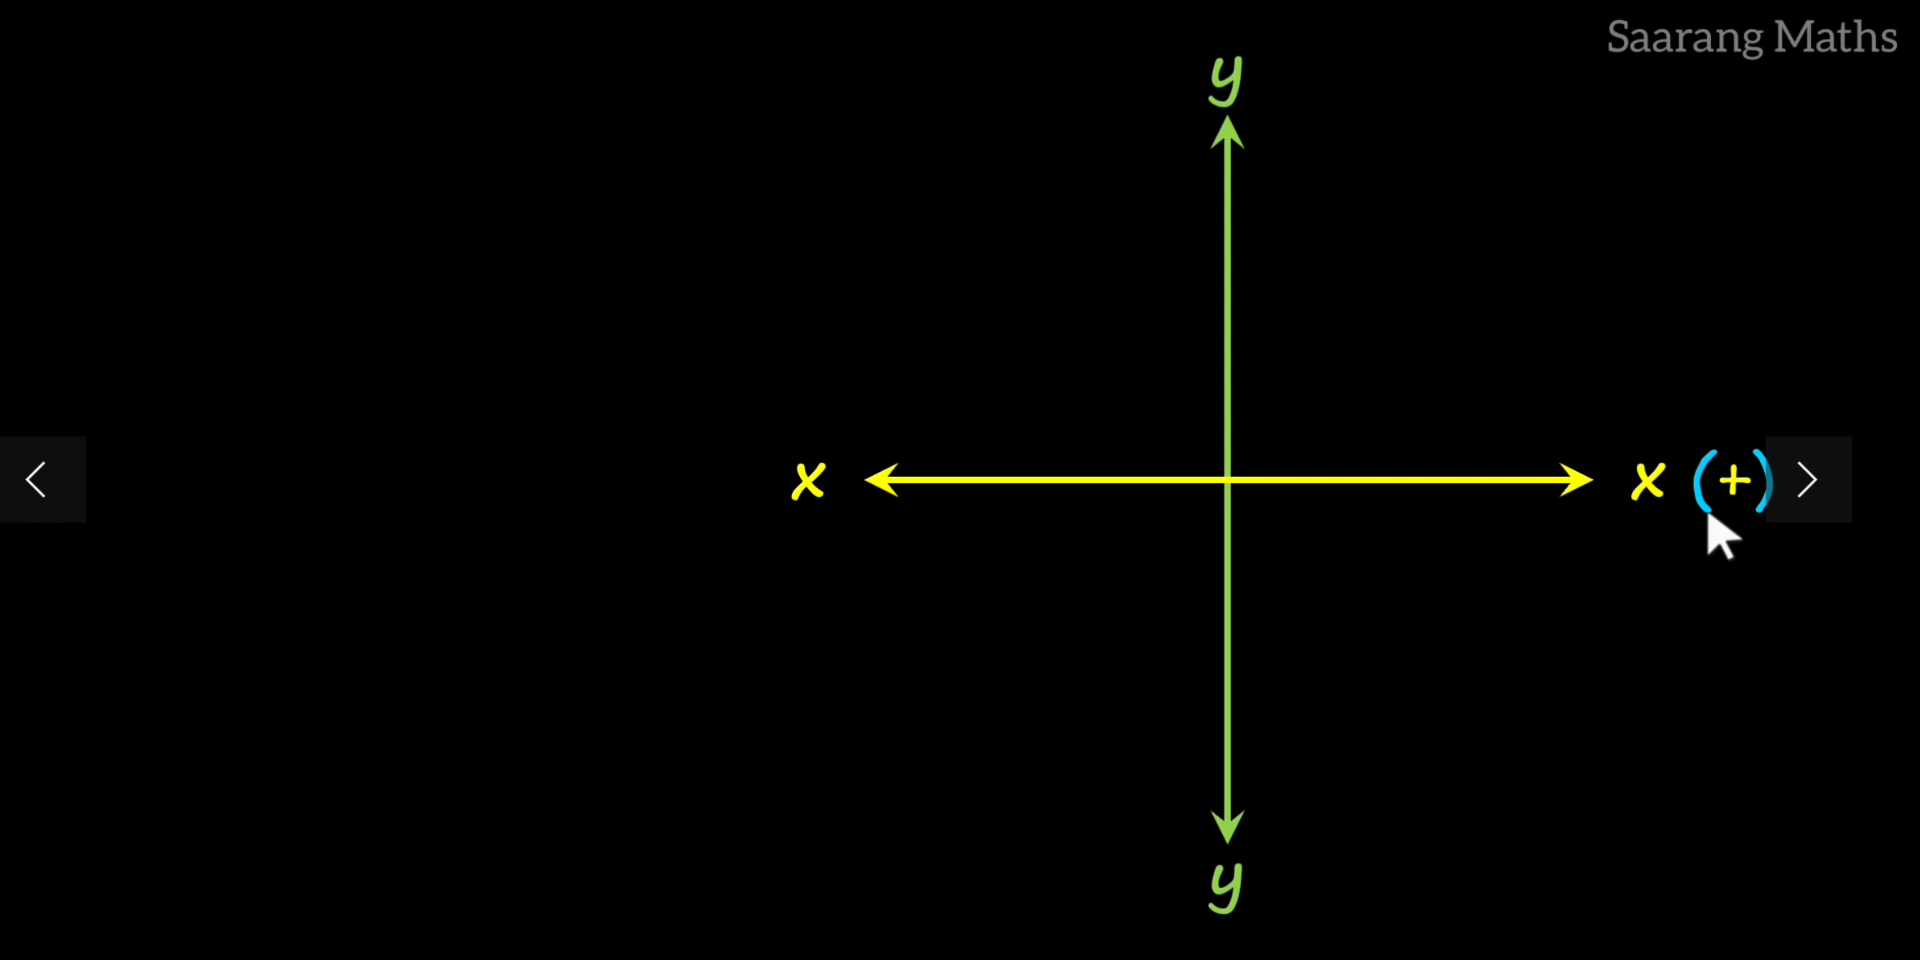 Saarang Maths
y
x x (+)
y